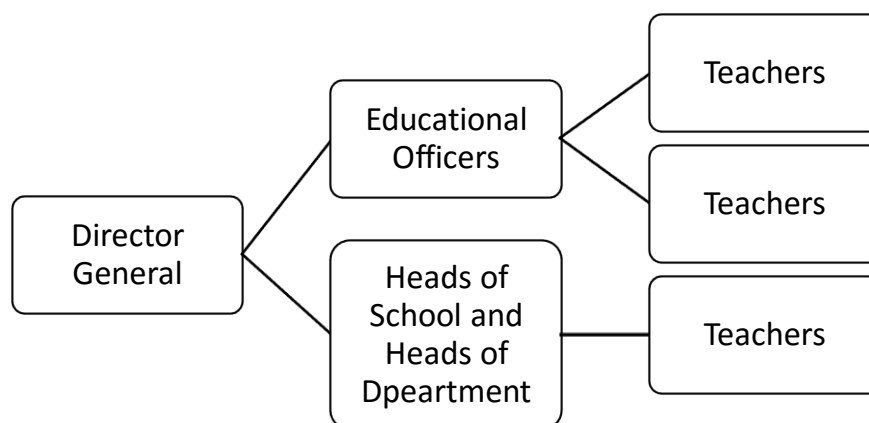 Director
General
Educational
Officers
Heads of
School and
Heads of
Dpeartment
Teachers
Teachers
Teachers